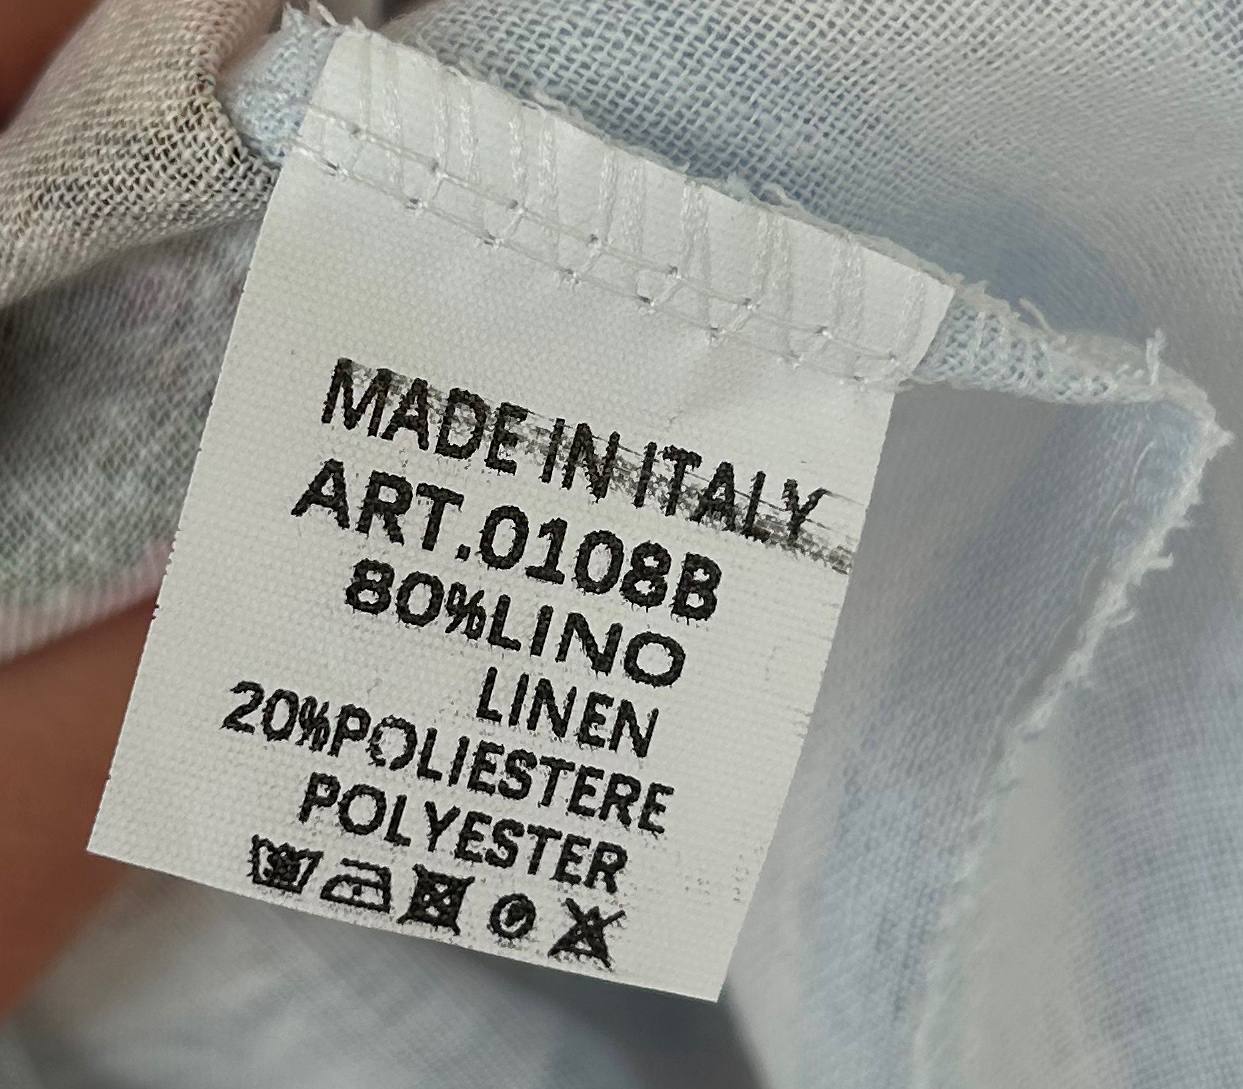 MADE IN ITALY
ART.0108B
80%LINO
LINEN
20%POLIESTERE
POLYESTER